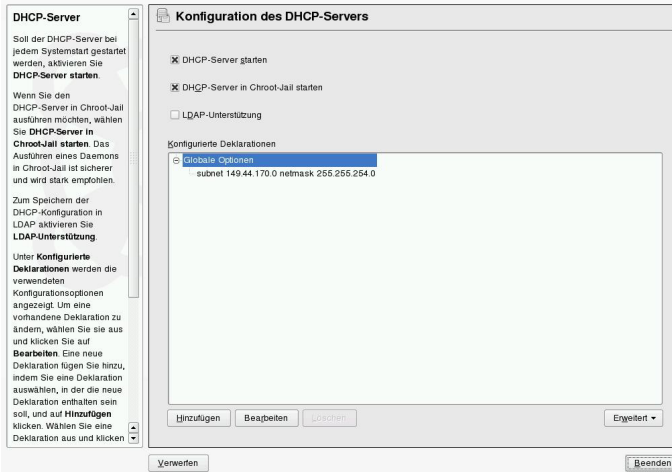 DHCP-Server
Soll der DHCP-Server bei
jedem Systemstart gestartet
werden, aktivieren Sie
DHCP-Server starten.
Wenn Sie den
DHCP-Server in Chroot-Jail
ausführen möchten, wählen
Sie DHCP-Server in
Chroot-Jail starten. Das
Ausführen eines Daemons
in Chroot-Jail ist sicherer
und wird stark empfohlen.
Zum Speichern der
DHCP-Konfiguration in
LDAP aktivieren Sie
LDAP-Unterstützung.
Unter Konfigurierte
Deklarationen werden die
verwendeten
Konfigurationsoptionen
angezeigt. Um eine
vorhandene Deklaration zu
ändern, wählen Sie sie aus
und klicken Sie auf
Bearbeiten. Eine neue
Deklaration fügen Sie hinzu,
indem Sie eine Deklaration
auswählen, in der die neue
Deklaration enthalten sein
soll, und auf Hinzufügen
klicken. Wählen Sie eine
Deklaration aus und klicken
Konfiguration des DHCP-Servers
DHCP-Server starten
DHCP-Server in Chroot-Jail starten
LDAP-Unterstützung
Konfigurierte Deklarationen
Globale Optionen
subnet 149.44.170.0 netmask 255.255.254.0
Hinzufügen Bearbeiten Löschen Erweitert
Verwerfen Beenden